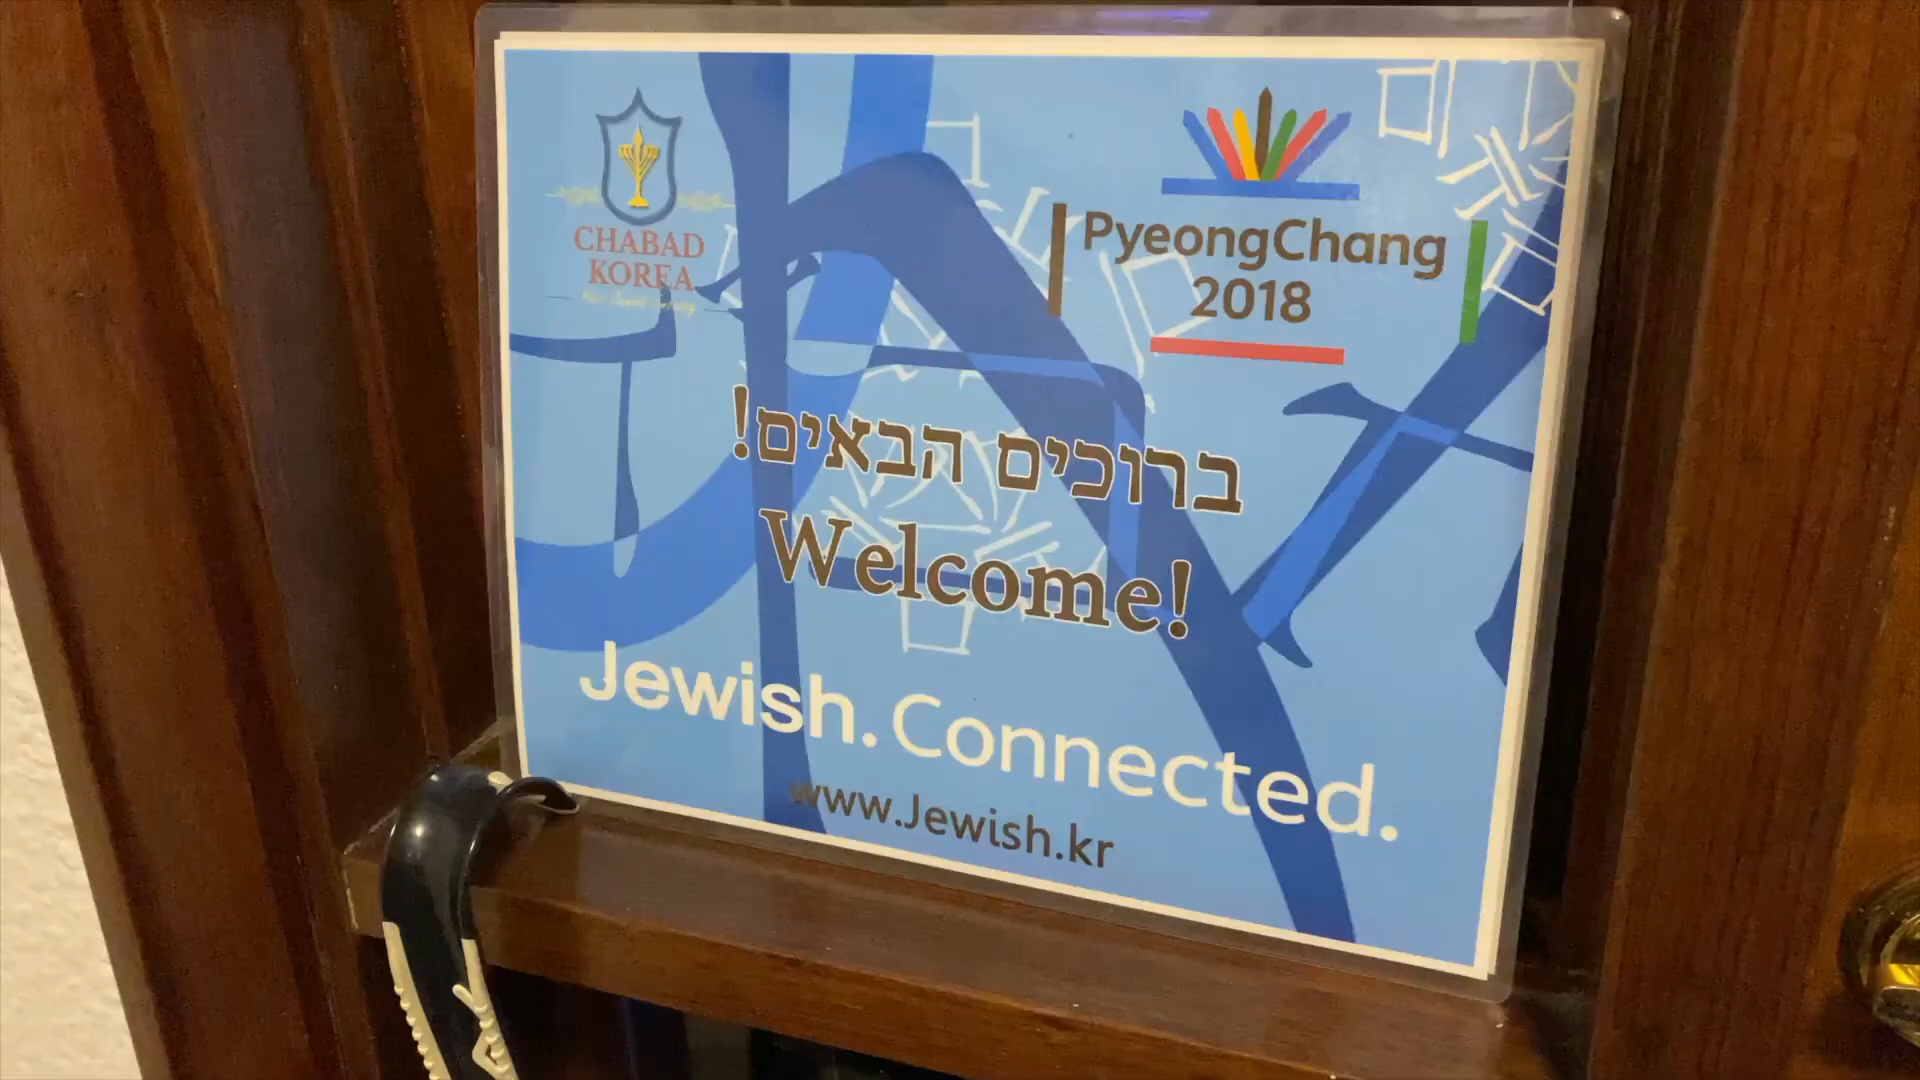 CHABAD
KOREA
PyeongChang
2018
ברוכים הבאים!
Welcome!
Jewish. Connected.
www.Jewish.kr